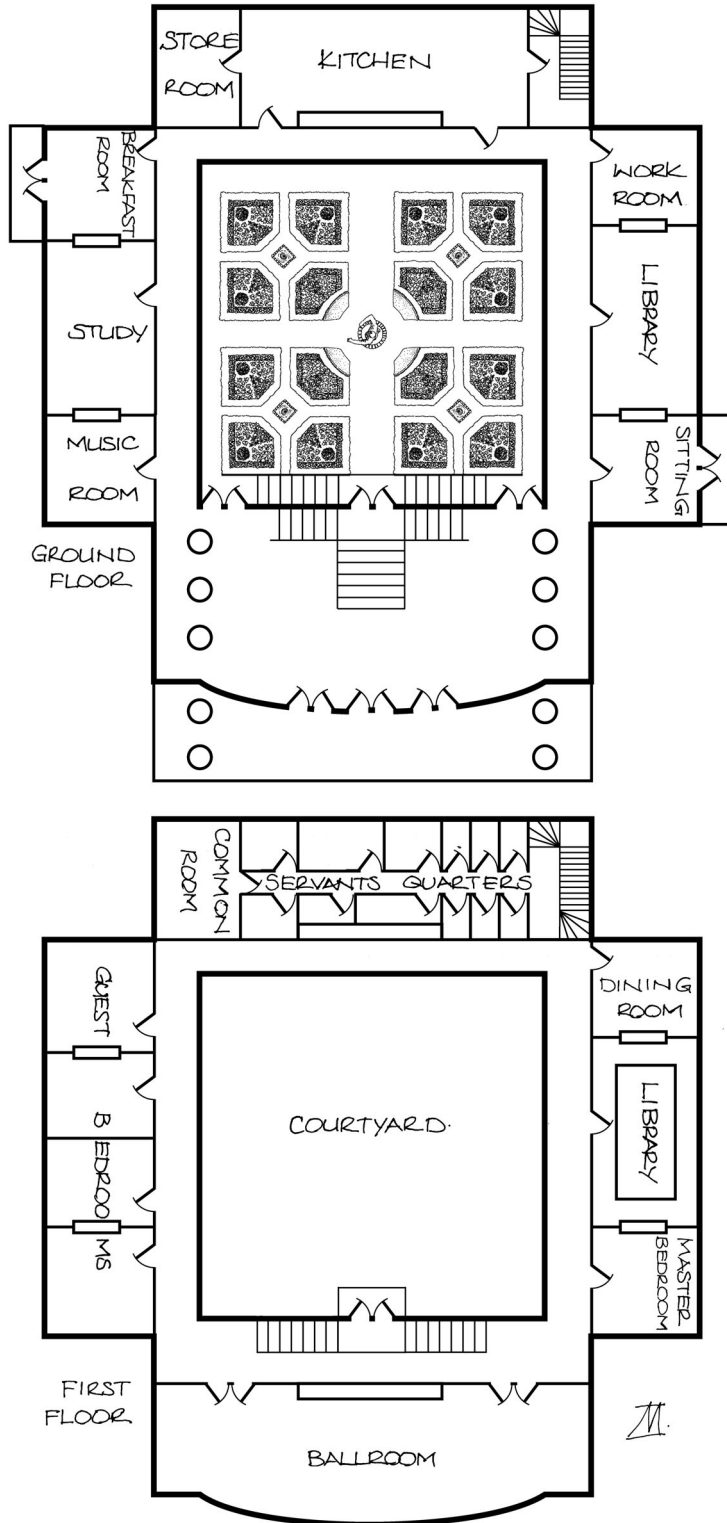 STORE
ROOM
KITCHEN
BREAKFAST
ROOM
WORK
ROOM
LIBRARY
STUDY
MUSIC
ROOM
SITTING
ROOM
GROUND
FLOOR
COMMON
ROOM
SERVANTS QUARTERS
GUEST
BEDROOMS
DINING
ROOM
LIBRARY
COURTYARD.
MASTER
BEDROOM
FIRST
FLOOR
BALLROOM
M.